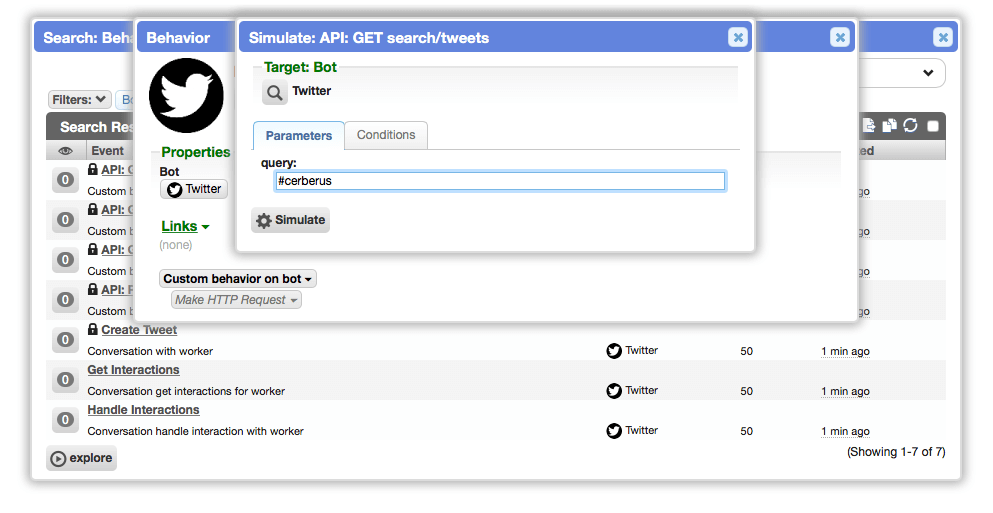 Search: Beha
Behavior
Simulate: API: GET search/tweets
Target: Bot
Twitter
Filters:
Bo
Parameters
Conditions
Search Res
Properties
query:
#cerberus
Event
ed
Bot
Twitter
0
API:
Custom b
go
Simulate
0
API:
Custom b
go
Links
(none)
0
API:
Custom b
go
Custom behavior on bot
0
API:
Make HTTP Request
Custom b
go
0
Create Tweet
Conversation with worker
Twitter
50
1 min ago
0
Get Interactions
Conversation get interactions for worker
Twitter
50
1 min ago
0
Handle Interactions
Conversation handle interaction with worker
Twitter
50
1 min ago
explore
(Showing 1-7 of 7)